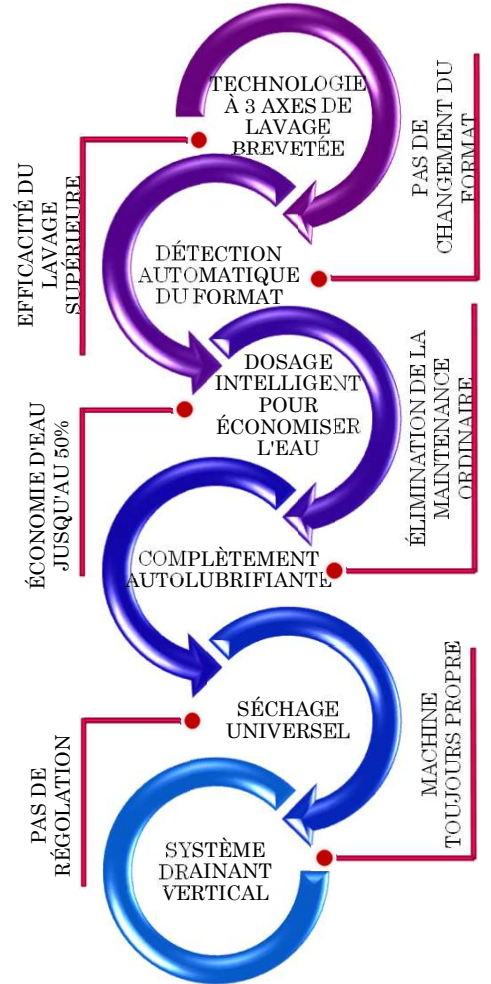 TECHNOLOGIE
À 3 AXES DE
LAVAGE
BREVETÉE
EFFICACITÉ DU
LAVAGE
SUPÉRIEURE
DÉTECTION
AUTOMATIQUE
DU FORMAT
PAS DE
CHANGEMENT DU
FORMAT
DOSAGE
INTELLIGENT
POUR
ÉCONOMISER
L'EAU
ÉCONOMIE D'EAU
JUSQU'AU 50%
COMPLÈTEMENT
AUTOLUBRIFIANTE
ÉLIMINATION DE LA
MAINTENANCE
ORDINAIRE
SÉCHAGE
UNIVERSEL
PAS DE
RÉGOLATION
SYSTÈME
DRAINANT
VERTICAL
MACHINE
TOUJOURS PROPRE